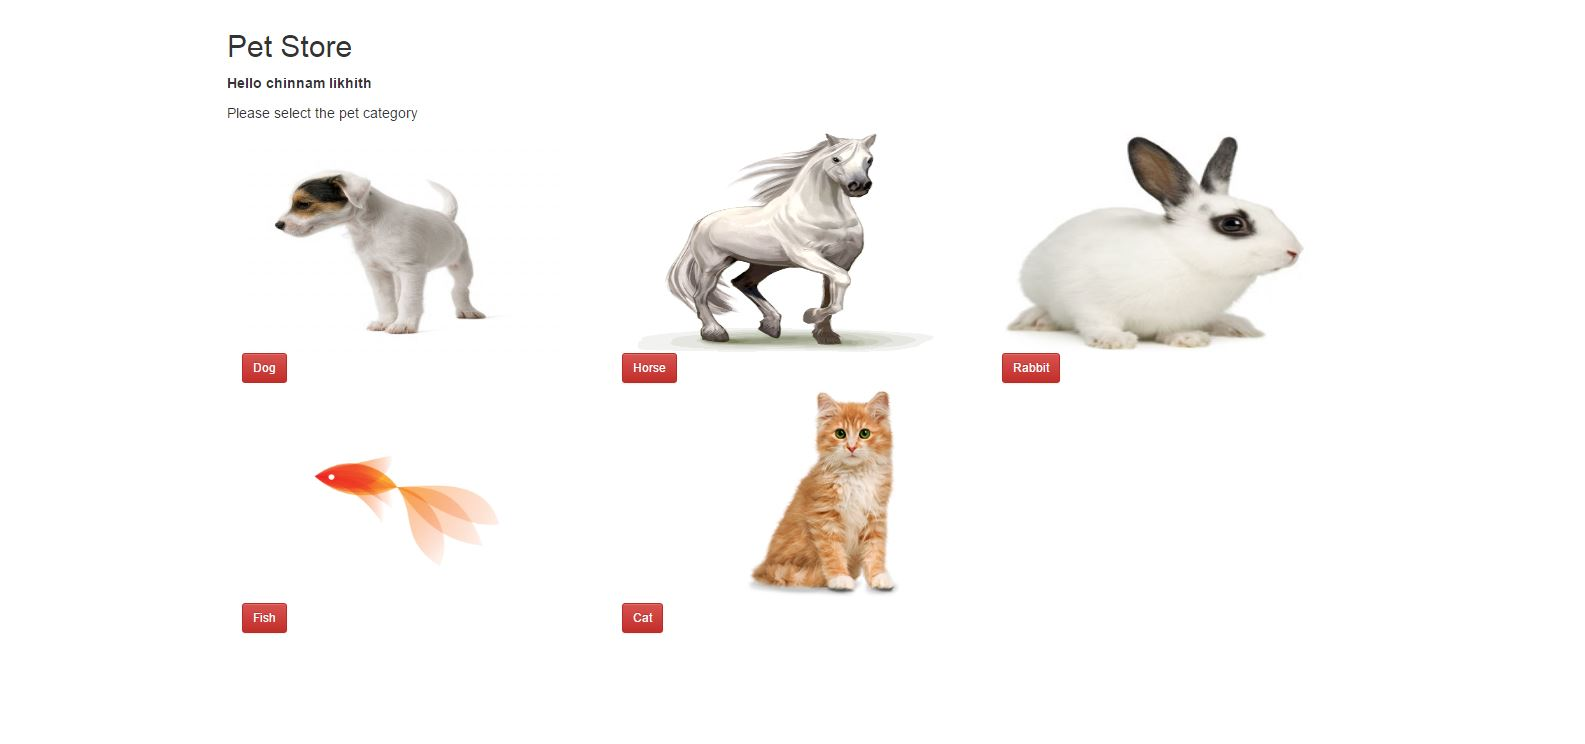 Pet Store
Hello chinnam likhith
Please select the pet category
Dog
Horse
Rabbit
Fish
Cat